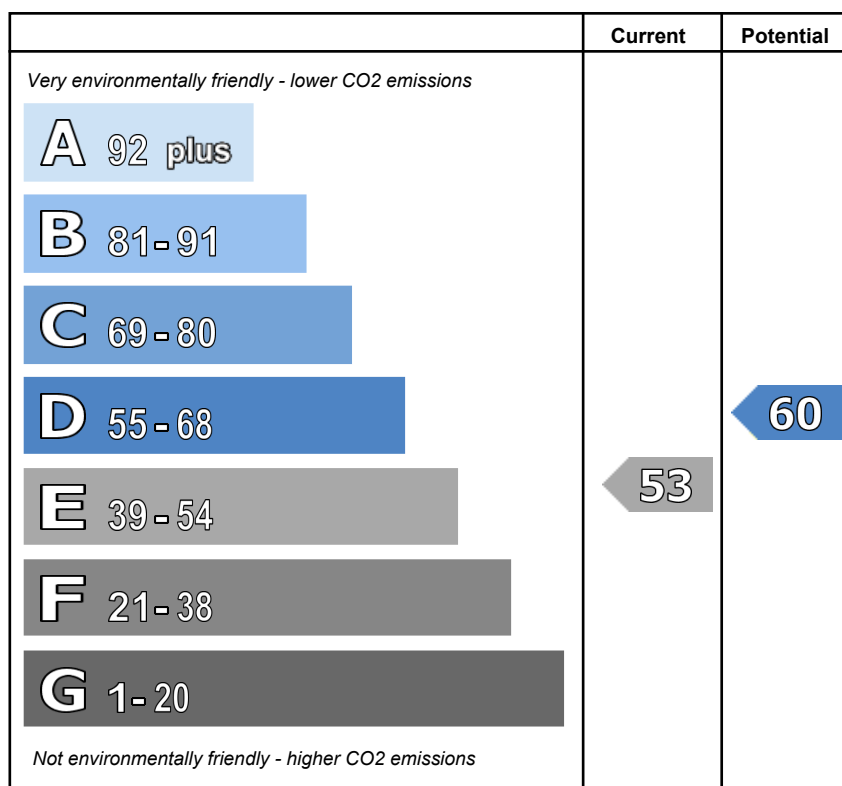 Current Potential
Very environmentally friendly - lower CO2 emissions
A 92 plus
B 81-91
C 69-80
D 55-68
60
E 39-54
53
F 21-38
G 1-20
Not environmentally friendly - higher CO2 emissions